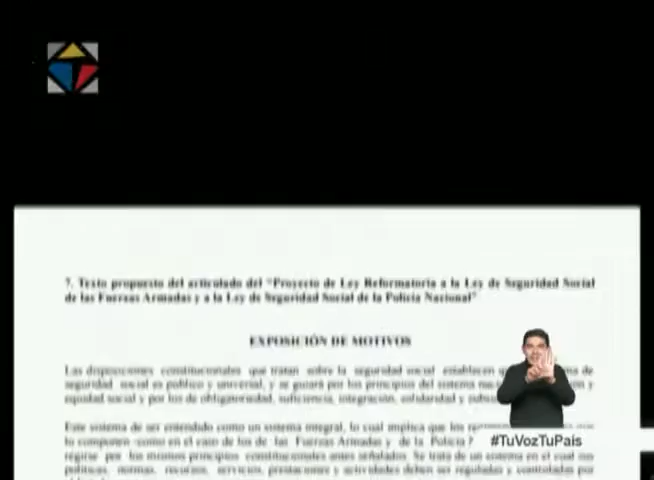 7. Texto propuesto del articulado del "Proyecto de Ley Reformatoria a la Ley de Seguridad Social
de las Fuerzas Armadas y a la Ley de Seguridad Social de la Policía Nacional"
EXPOSICIÓN DE MOTIVOS
Las disposiciones constitucionales que tratan sobre la seguridad social establecen de
seguridad social es público y universal, y se guiará por los principios del sistema y
equidad social y por los de obligatoriedad, suficiencia, integración, solidaridad y
Este sistema de ser entendido como un sistema integral, lo cual implica que los que
lo componen como en el caso de los de las Fuerzas Armadas y de la Policía
#TuVozTuPaís
regirse por los mismos principios constitucionales antes señalados. Se trata de un sistema en el cual sus
políticas, normas, recursos, servicios, prestaciones y actividades deben ser reguladas y controladas por